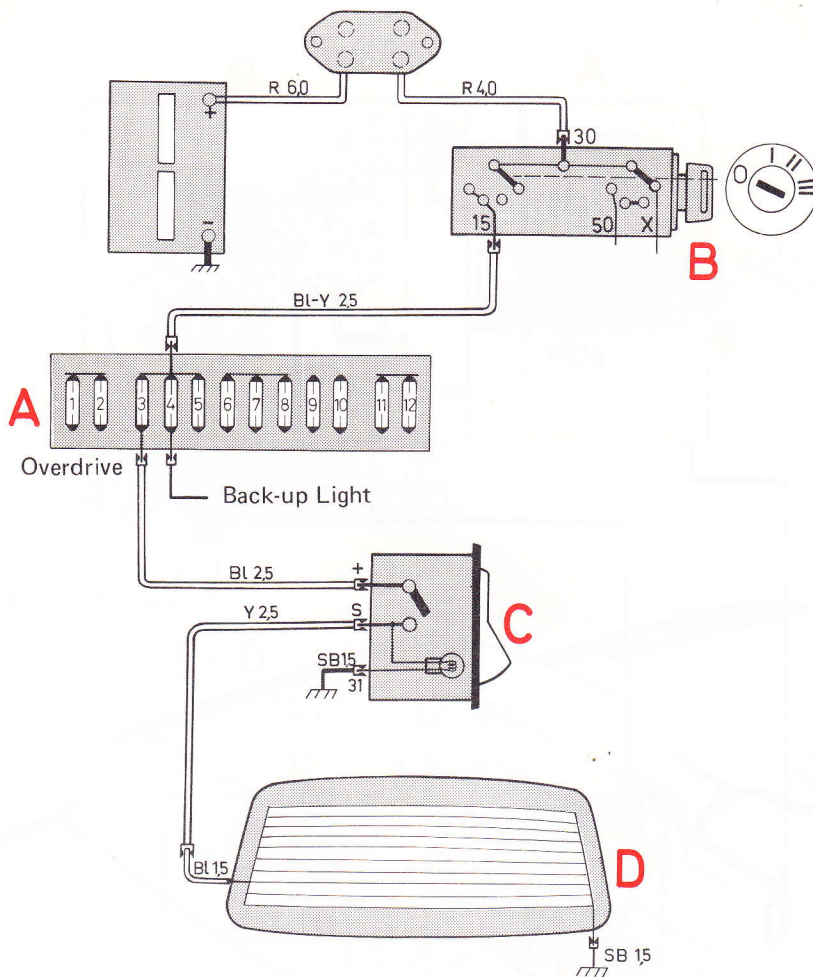 R 6,0
R 4,0
+
30
I II III
O
–
15
50
X
B
Bl-Y 2,5
A
1 2 3 4 5 6 7 8 9 10 11 12
Overdrive
Back-up Light
+
Bl 2,5
C
Y 2,5
S
SB 1,5
31
Bl 1,5
D
SB 1,5